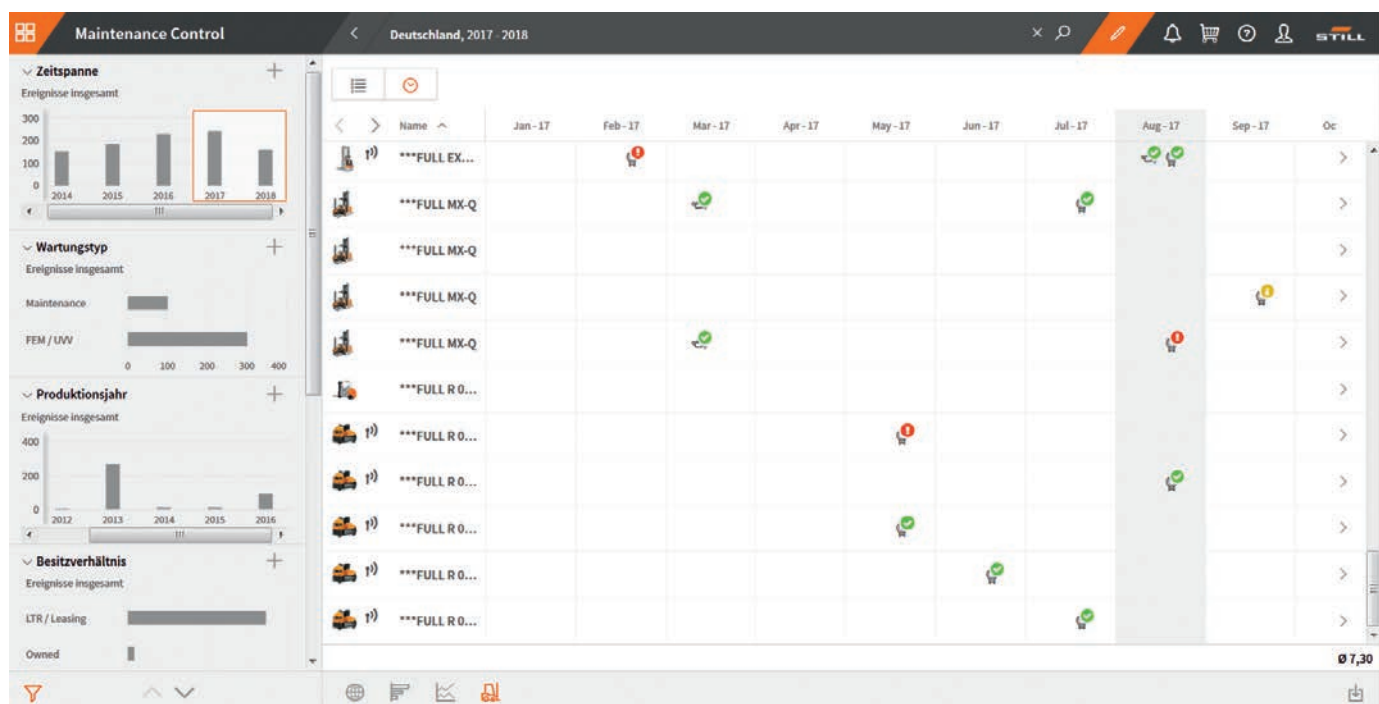 Maintenance Control
Deutschland, 2017 - 2018
STILL
Zeitspanne
Ereignisse insgesamt
300
200
100
0
2014 2015 2016 2017 2018
Wartungstyp
Ereignisse insgesamt
Maintenance
FEM / UVV
0 100 200 300 400
Produktionsjahr
Ereignisse insgesamt
400
200
0
2012 2013 2014 2015 2016
Besitzverhältnis
Ereignisse insgesamt
LTR / Leasing
Owned
Name Jan - 17 Feb - 17 Mar - 17 Apr - 17 May - 17 Jun - 17 Jul - 17 Aug - 17 Sep - 17 Oc
***FULL EX...
***FULL MX-Q
***FULL MX-Q
***FULL MX-Q
***FULL MX-Q
***FULL R 0...
***FULL R 0...
***FULL R 0...
***FULL R 0...
***FULL R 0...
***FULL R 0...
Ø 7,30